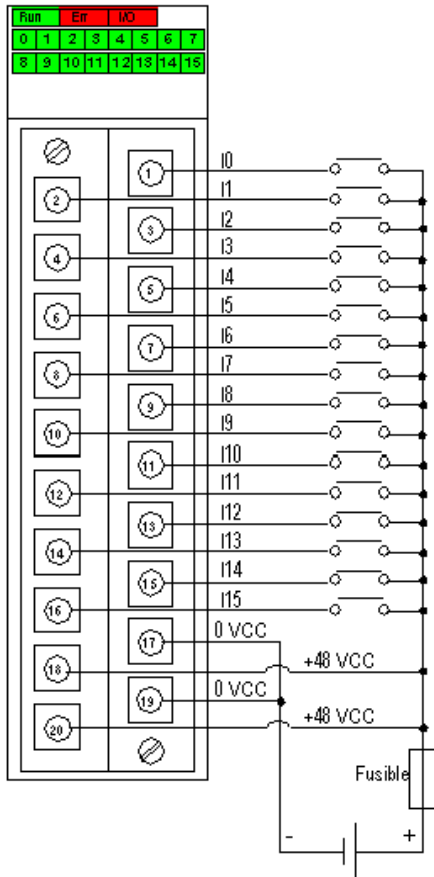 Run Err I/O
0 1 2 3 4 5 6 7
8 9 10 11 12 13 14 15
1 I0
2 I1
3 I2
4 I3
5 I4
6 I5
7 I6
8 I7
9 I8
10 I9
11 I10
12 I11
13 I12
14 I13
15 I14
16 I15
17 0 VCC
18 +48 VCC
19 0 VCC
20 +48 VCC
Fusible
- +